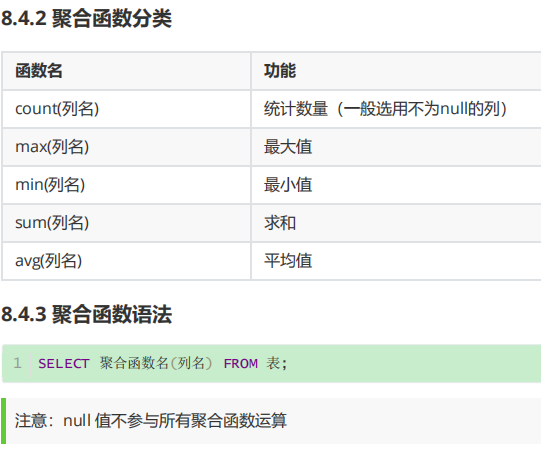 8.4.2 聚合函数分类
函数名 功能
count(列名) 统计数量（一般选用不为null的列）
max(列名) 最大值
min(列名) 最小值
sum(列名) 求和
avg(列名) 平均值
8.4.3 聚合函数语法
1 SELECT 聚合函数名(列名) FROM 表;
注意：null 值不参与所有聚合函数运算